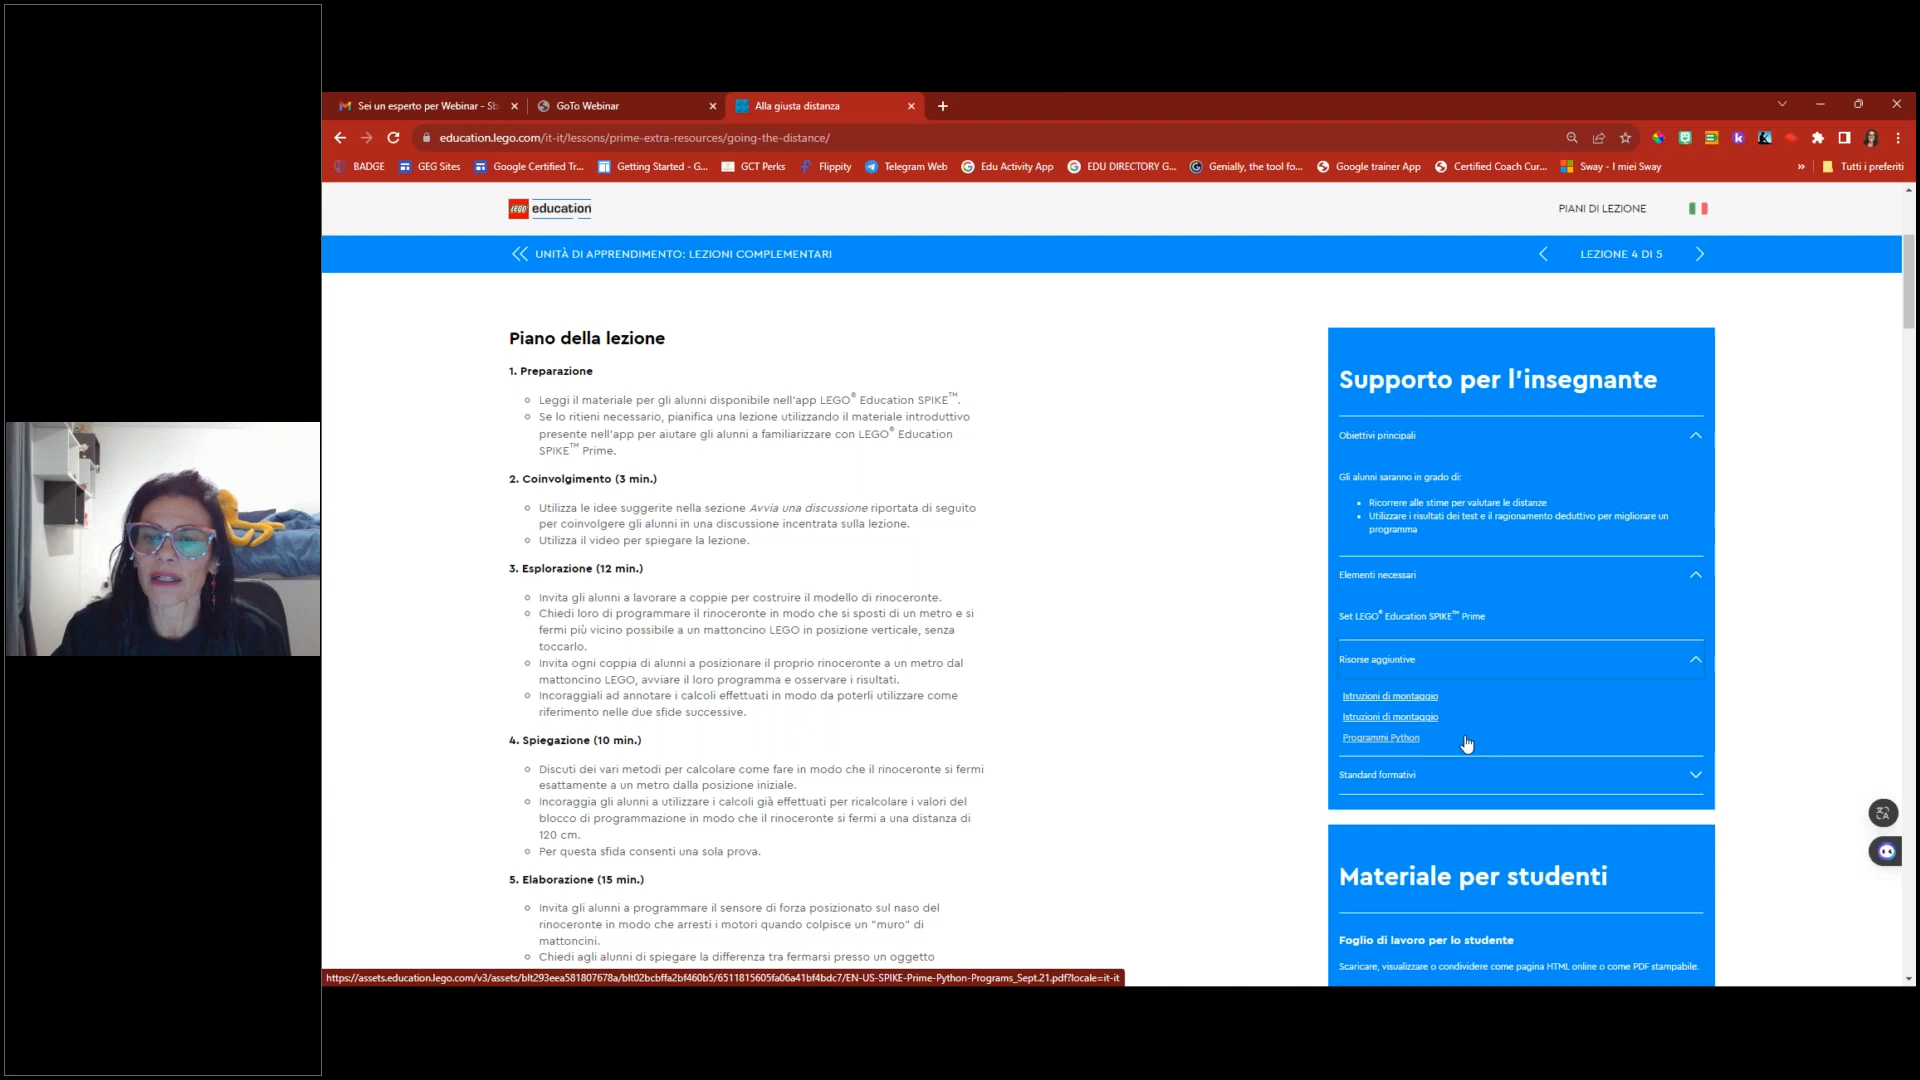 Sei un esperto per Webinar - Sb
GoTo Webinar
Alla giusta distanza
education.lego.com/it-it/lessons/prime-extra-resources/going-the-distance/
BADGE
GEG Sites
Google Certified Tr...
Getting Started - G...
GCT Perks
Flippity
Telegram Web
Edu Activity App
EDU DIRECTORY G...
Genially, the tool fo...
Google trainer App
Certified Coach Cur...
Sway - I miei Sway
»
Tutti i preferiti
LEGO education
PIANI DI LEZIONE
UNITÀ DI APPRENDIMENTO: LEZIONI COMPLEMENTARI
LEZIONE 4 DI 5
Piano della lezione
1. Preparazione
Leggi il materiale per gli alunni disponibile nell'app LEGO® Education SPIKE™.
Se lo ritieni necessario, pianifica una lezione utilizzando il materiale introduttivo
presente nell'app per aiutare gli alunni a familiarizzare con LEGO® Education
SPIKE™ Prime.
2. Coinvolgimento (3 min.)
Utilizza le idee suggerite nella sezione Avvia una discussione riportata di seguito
per coinvolgere gli alunni in una discussione incentrata sulla lezione.
Utilizza il video per spiegare la lezione.
3. Esplorazione (12 min.)
Invita gli alunni a lavorare a coppie per costruire il modello di rinoceronte.
Chiedi loro di programmare il rinoceronte in modo che si sposti di un metro e si
fermi più vicino possibile a un mattoncino LEGO in posizione verticale, senza
toccarlo.
Invita ogni coppia di alunni a posizionare il proprio rinoceronte a un metro dal
mattoncino LEGO, avviare il loro programma e osservare i risultati.
Incoraggiali ad annotare i calcoli effettuati in modo da poterli utilizzare come
riferimento nelle due sfide successive.
4. Spiegazione (10 min.)
Discuti dei vari metodi per calcolare come fare in modo che il rinoceronte si fermi
esattamente a un metro dalla posizione iniziale.
Incoraggia gli alunni a utilizzare i calcoli già effettuati per ricalcolare i valori del
blocco di programmazione in modo che il rinoceronte si fermi a una distanza di
120 cm.
Per questa sfida consenti una sola prova.
5. Elaborazione (15 min.)
Invita gli alunni a programmare il sensore di forza posizionato sul naso del
rinoceronte in modo che arresti i motori quando colpisce un "muro" di
mattoncini.
Chiedi agli alunni di spiegare la differenza tra fermarsi presso un oggetto
https://assets.education.lego.com/v3/assets/blt293eea581807678a/blt02bcbffa2bf460b5/6511815605fa06a41bf4bdc7/EN-US-SPIKE-Prime-Python-Programs_Sept.21.pdf?locale=it-it
Supporto per l'insegnante
Obiettivi principali
Gli alunni saranno in grado di:
Ricorrere alle stime per valutare le distanze
Utilizzare i risultati dei test e il ragionamento deduttivo per migliorare un
programma
Elementi necessari
Set LEGO® Education SPIKE™ Prime
Risorse aggiuntive
Istruzioni di montaggio
Istruzioni di montaggio
Programmi Python
Standard formativi
Materiale per studenti
Foglio di lavoro per lo studente
Scaricare, visualizzare o condividere come pagina HTML online o come PDF stampabile.